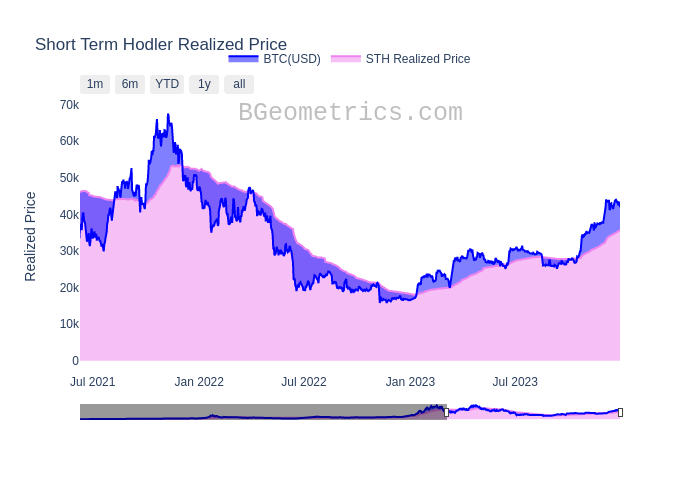 Short Term Hodler Realized Price
BTC(USD) STH Realized Price
1m 6m YTD 1y all
BGeometrics.com
Realized Price
70k
60k
50k
40k
30k
20k
10k
0
Jul 2021 Jan 2022 Jul 2022 Jan 2023 Jul 2023